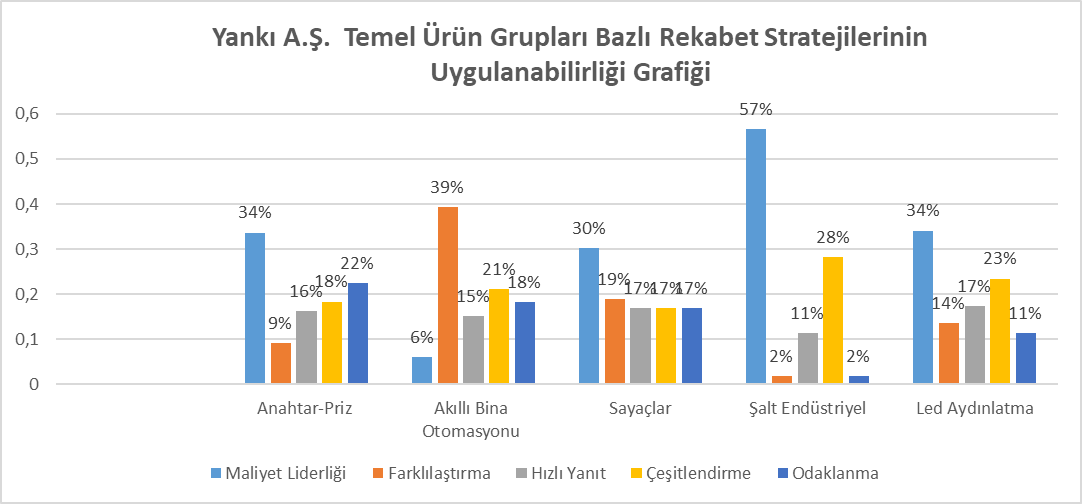 Yankı A.Ş.  Temel Ürün Grupları Bazlı Rekabet Stratejilerinin
Uygulanabilirliği Grafiği
0,6
0,5
0,4
0,3
0,2
0,1
0
34%
9%
16%
18%
22%
6%
39%
15%
21%
18%
30%
19%
17%
17%
17%
57%
2%
11%
28%
2%
34%
14%
17%
23%
11%
Anahtar-Priz
Akıllı Bina
Otomasyonu
Sayaçlar
Şalt Endüstriyel
Led Aydınlatma
Maliyet Liderliği
Farklılaştırma
Hızlı Yanıt
Çeşitlendirme
Odaklanma